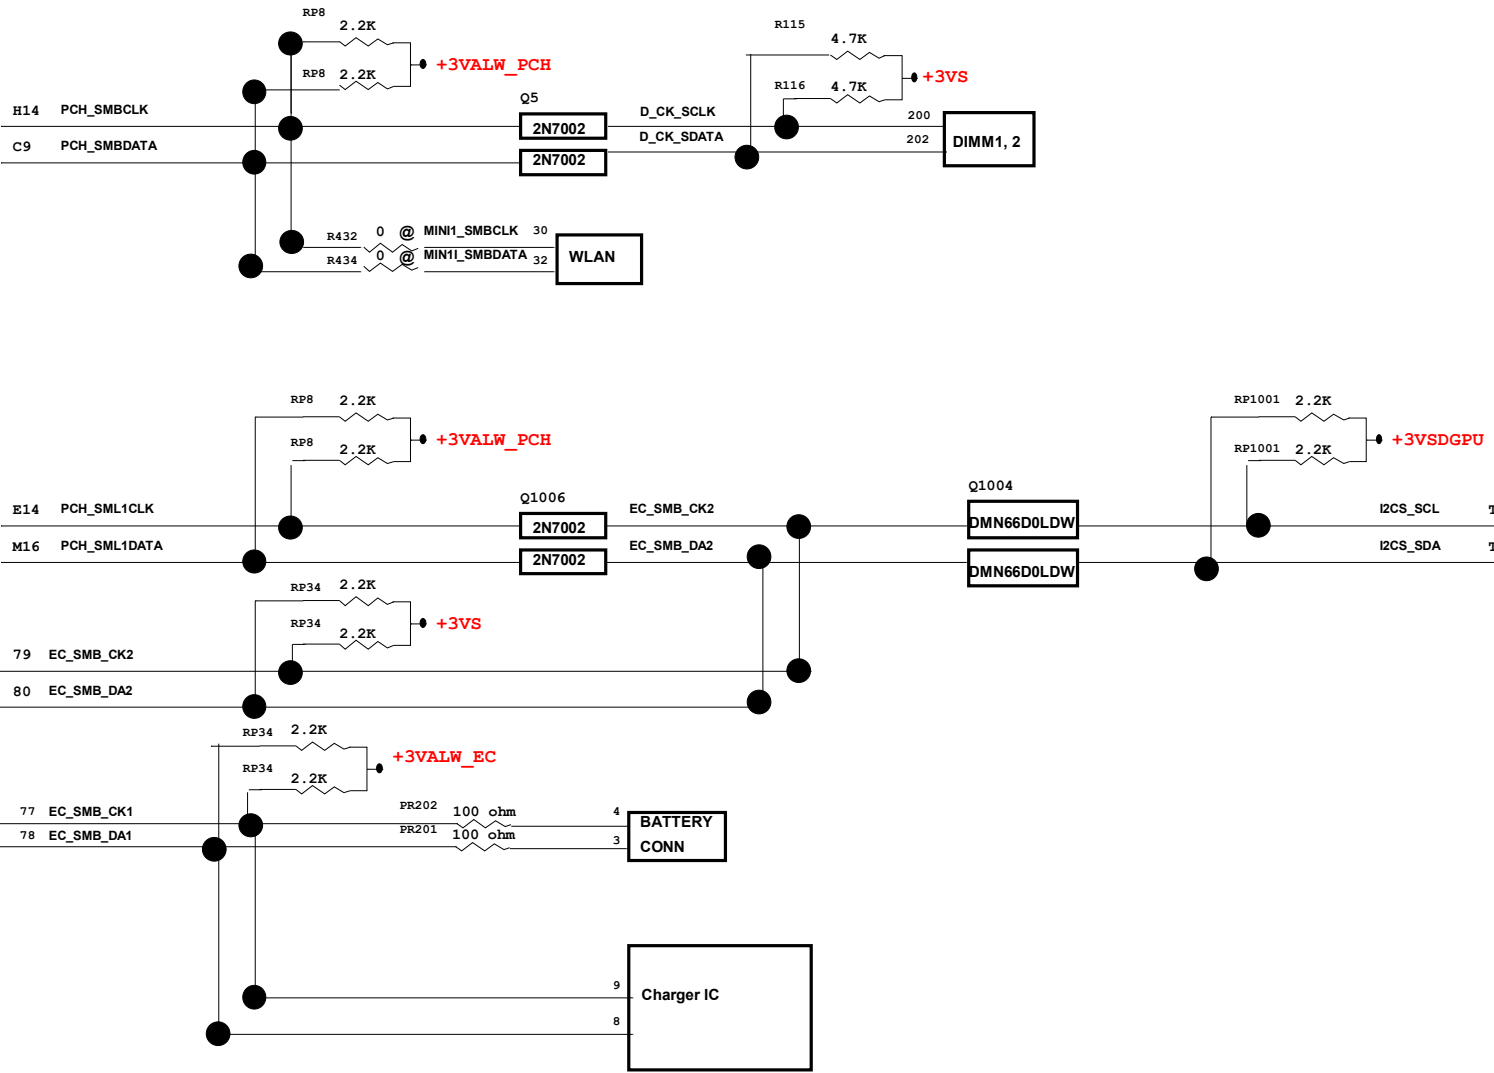 RP8
2.2K
R115
4.7K
+3VALW_PCH
RP8 2.2K
+3VS
R116 4.7K
Q5
H14 PCH_SMBCLK
2N7002
D_CK_SCLK
200
C9 PCH_SMBDATA
2N7002
D_CK_SDATA
202
DIMM1, 2
R432 0 @ MINI1_SMBCLK 30
R434 0 @ MIN1I_SMBDATA 32
WLAN
RP8 2.2K
RP1001 2.2K
+3VALW_PCH
+3VSDGPU
RP8 2.2K
RP1001 2.2K
Q1006
Q1004
E14 PCH_SML1CLK
2N7002
EC_SMB_CK2
DMN66D0LDW
I2CS_SCL
M16 PCH_SML1DATA
2N7002
EC_SMB_DA2
DMN66D0LDW
I2CS_SDA
RP34 2.2K
+3VS
RP34 2.2K
79 EC_SMB_CK2
80 EC_SMB_DA2
RP34 2.2K
+3VALW_EC
RP34 2.2K
77 EC_SMB_CK1
PR202 100 ohm 4
78 EC_SMB_DA1
PR201 100 ohm 3
BATTERY
CONN
9
Charger IC
8